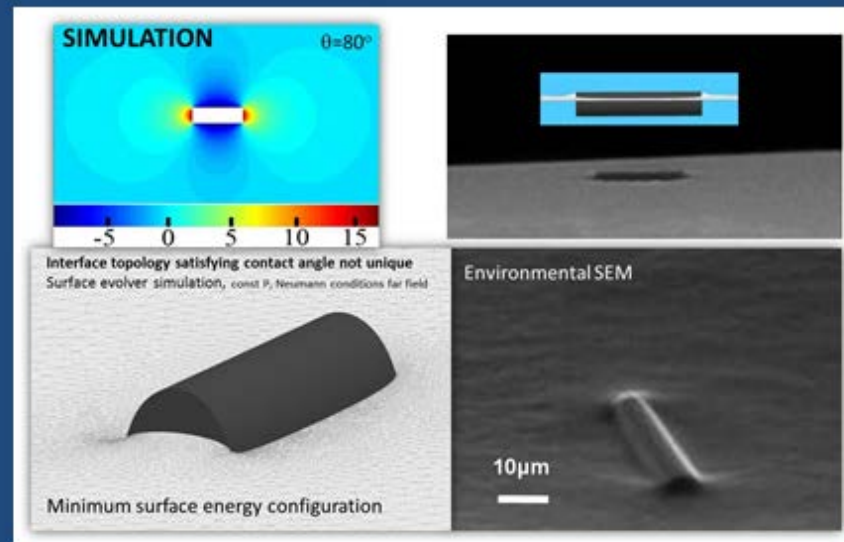 SIMULATION
θ=80°
-5 0 5 10 15
Interface topology satisfying contact angle not unique
Surface evolver simulation, const P, Neumann conditions far field
Minimum surface energy configuration
Environmental SEM
10μm